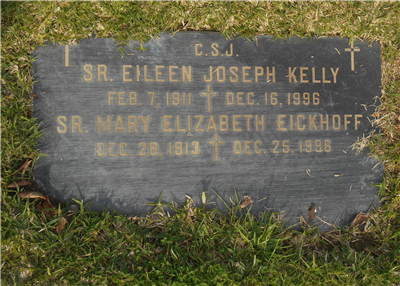 C.S.J.
SR. EILEEN JOSEPH KELLY
FEB. 7, 1911 DEC. 16, 1996
SR. MARY ELIZABETH EICKHOFF
DEC. 28, 1913 DEC. 25, 1996